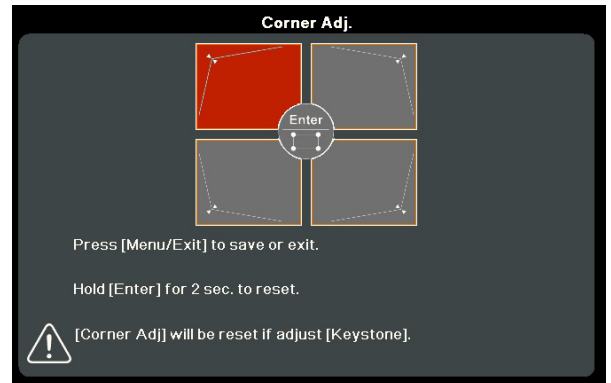 Corner Adj.
Enter
Press [Menu/Exit] to save or exit.
Hold [Enter] for 2 sec. to reset.
[Corner Adj] will be reset if adjust [Keystone].